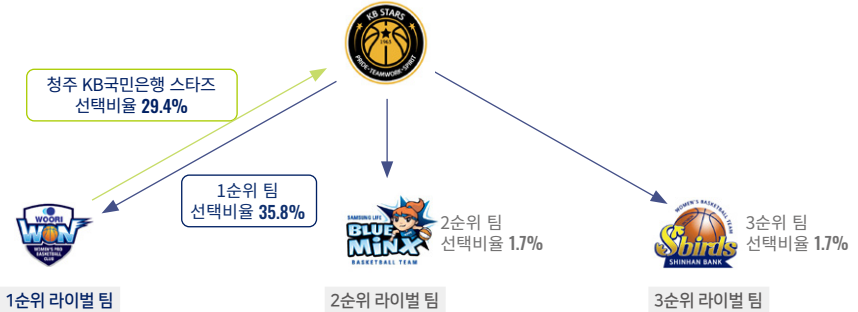 KB STARS
1963
PRIDE·TEAMWORK·SPIRIT
청주 KB국민은행 스타즈
선택비율 29.4%
1순위 팀
선택비율 35.8%
WOORI
WON
WOMEN'S PRO
BASKETBALL
CLUB
SAMSUNG LIFE
BLUE
MiNX
BASKETBALL TEAM
2순위 팀
선택비율 1.7%
WOMEN'S BASKETBALL TEAM
Sbirds
SHINHAN BANK
3순위 팀
선택비율 1.7%
1순위 라이벌 팀
2순위 라이벌 팀
3순위 라이벌 팀